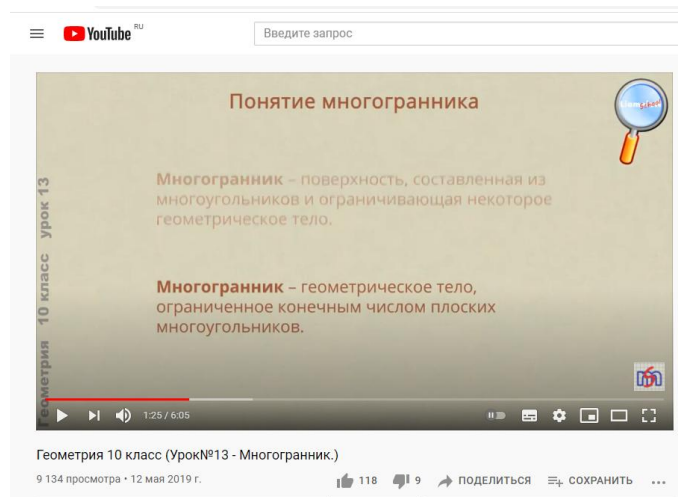 YouTube RU
Введите запрос
Понятие многогранника
Многогранник – поверхность, составленная из
многоугольников и ограничивающая некоторое
геометрическое тело.
Многогранник – геометрическое тело,
ограниченное конечным числом плоских
многоугольников.
Геометрия 10 класс урок 13
1:25 / 6:05
Геометрия 10 класс (Урок№13 - Многогранник.)
9 134 просмотра • 12 мая 2019 г.
118
9
ПОДЕЛИТЬСЯ
СОХРАНИТЬ